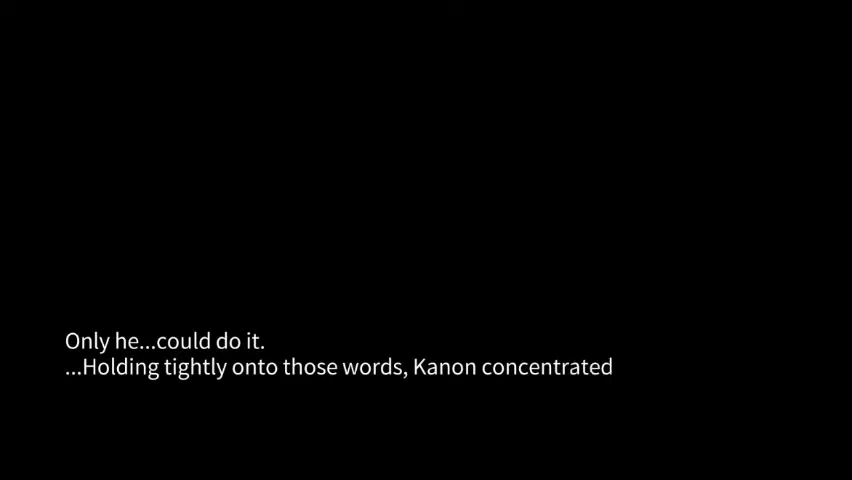 Only he...could do it.
...Holding tightly onto those words, Kanon concentrated